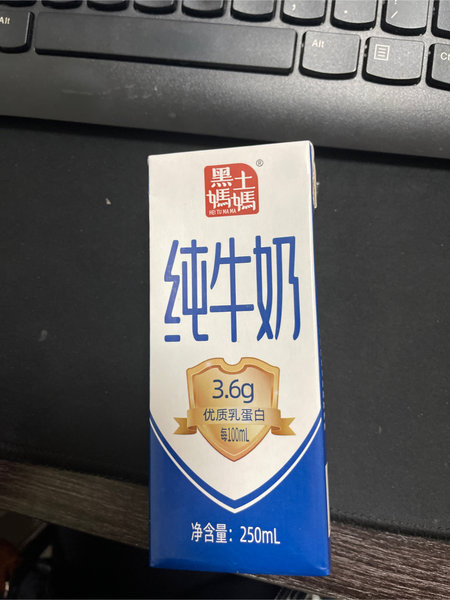 Alt
Alt
Ctrl
黑土
媽媽
®
HEI TU MA MA
纯牛奶
3.6g
优质乳蛋白
每100mL
净含量：250mL